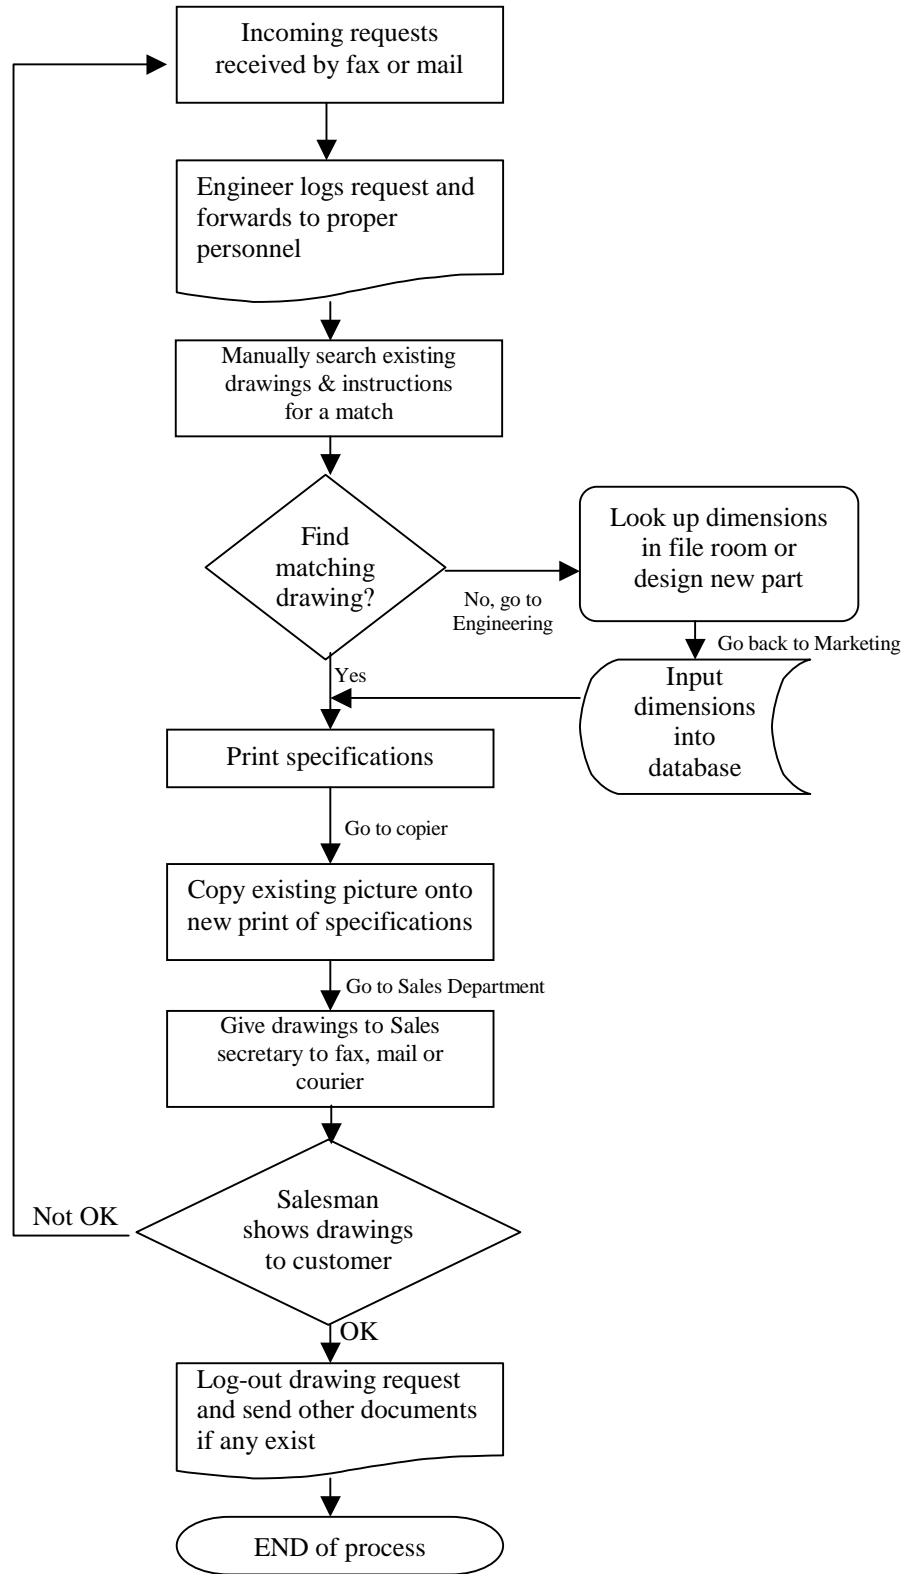 Incoming requests
received by fax or mail
Engineer logs request and
forwards to proper
personnel
Manually search existing
drawings & instructions
for a match
Find
matching
drawing?
No, go to
Engineering
Look up dimensions
in file room or
design new part
Go back to Marketing
Input
dimensions
into
database
Yes
Print specifications
Go to copier
Copy existing picture onto
new print of specifications
Go to Sales Department
Give drawings to Sales
secretary to fax, mail or
courier
Salesman
shows drawings
to customer
Not OK
OK
Log-out drawing request
and send other documents
if any exist
END of process